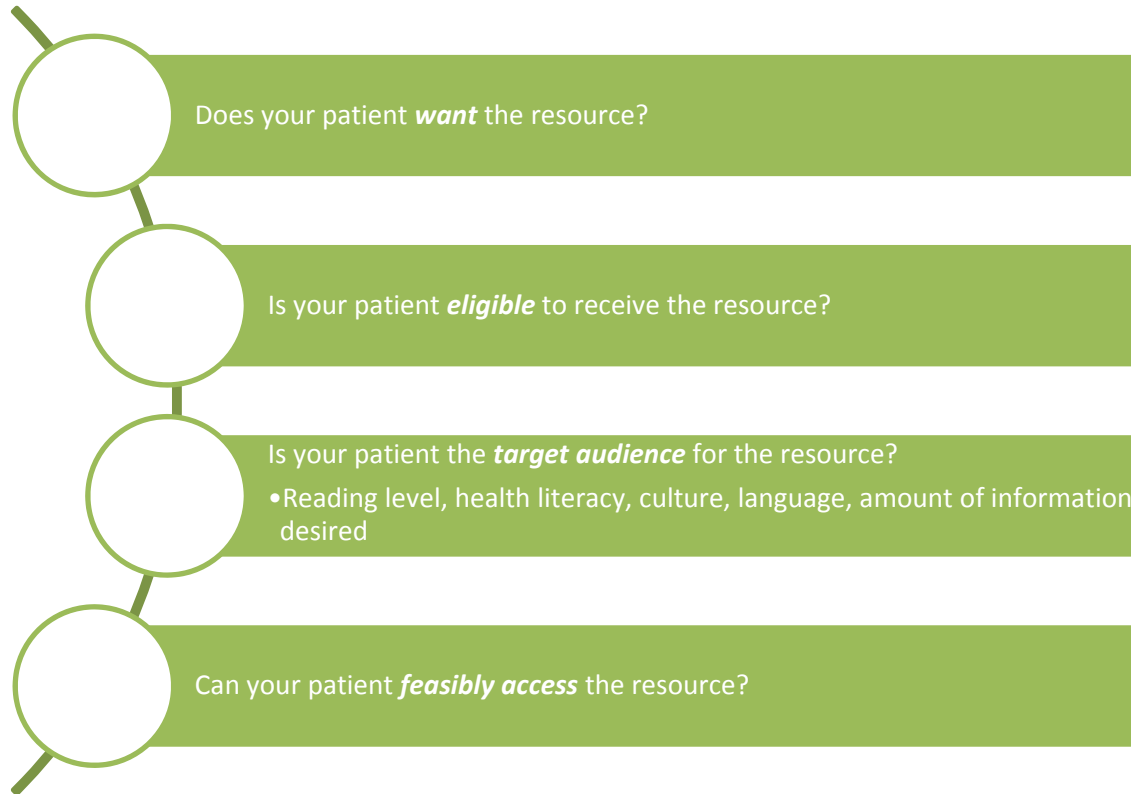 Does your patient want the resource?
Is your patient eligible to receive the resource?
Is your patient the target audience for the resource?
•Reading level, health literacy, culture, language, amount of information
desired
Can your patient feasibly access the resource?